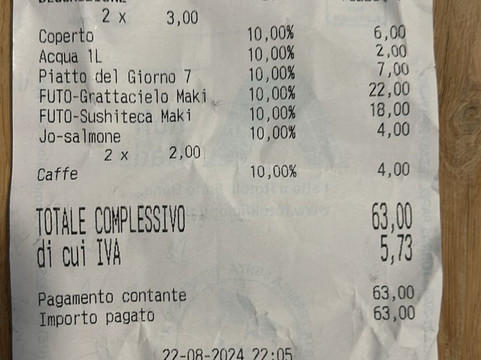 2 x 3,00
Coperto 10,00% 6,00
Acqua 1L 10,00% 2,00
Piatto del Giorno 7 10,00% 7,00
FUTO-Grattacielo Maki 10,00% 22,00
FUTO-Sushiteca Maki 10,00% 18,00
Jo-salmone 10,00% 4,00
2 x 2,00
Caffe 10,00% 4,00
TOTALE COMPLESSIVO 63,00
di cui IVA 5,73
Pagamento contante 63,00
Importo pagato 63,00
22-08-2024 22:05